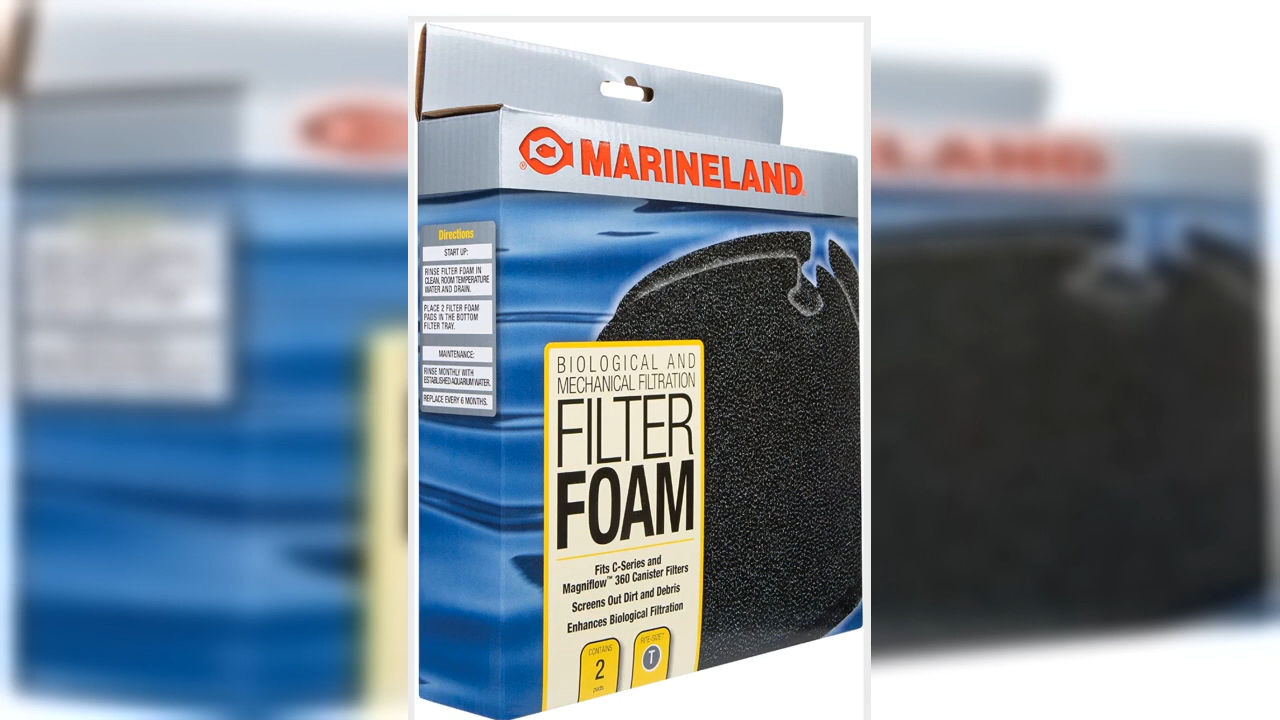 MARINELAND
Directions
START UP:
RINSE FILTER FOAM IN
CLEAN, ROOM TEMPERATURE
WATER AND DRAIN.
PLACE 2 FILTER FOAM
PADS IN THE BOTTOM
FILTER TRAY.
MAINTENANCE:
RINSE MONTHLY WITH
ESTABLISHED AQUARIUM WATER.
REPLACE EVERY 6 MONTHS.
BIOLOGICAL AND
MECHANICAL FILTRATION
FILTER
FOAM
Fits C-Series and
Magniflow™ 360 Canister Filters
Screens Out Dirt and Debris
Enhances Biological Filtration
CONTAINS
2
pads
RITE-SIZE™
T